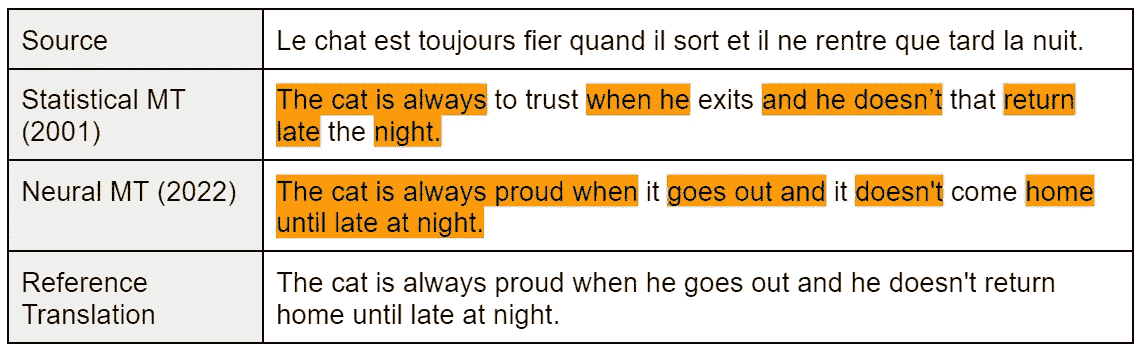 Source
Le chat est toujours fier quand il sort et il ne rentre que tard la nuit.
Statistical MT
(2001)
The cat is always to trust when he exits and he doesn’t that return
late the night.
Neural MT (2022)
The cat is always proud when it goes out and it doesn't come home
until late at night.
Reference
Translation
The cat is always proud when he goes out and he doesn't return
home until late at night.